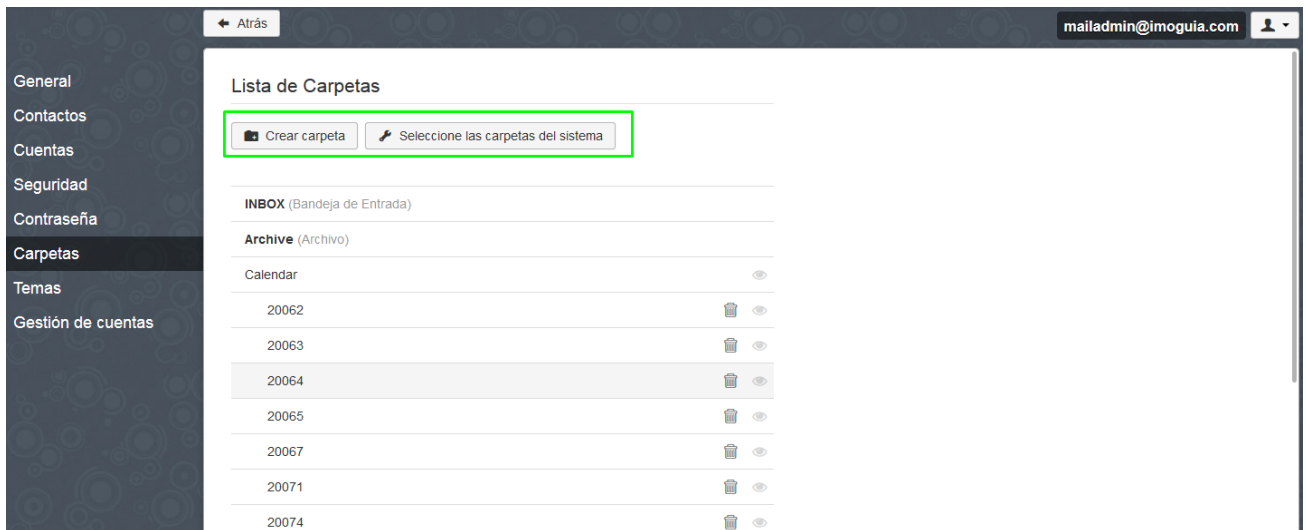 Atrás
mailadmin@imoguia.com
General
Contactos
Cuentas
Seguridad
Contraseña
Carpetas
Temas
Gestión de cuentas
Lista de Carpetas
Crear carpeta
Seleccione las carpetas del sistema
INBOX (Bandeja de Entrada)
Archive (Archivo)
Calendar
20062
20063
20064
20065
20067
20071
20074